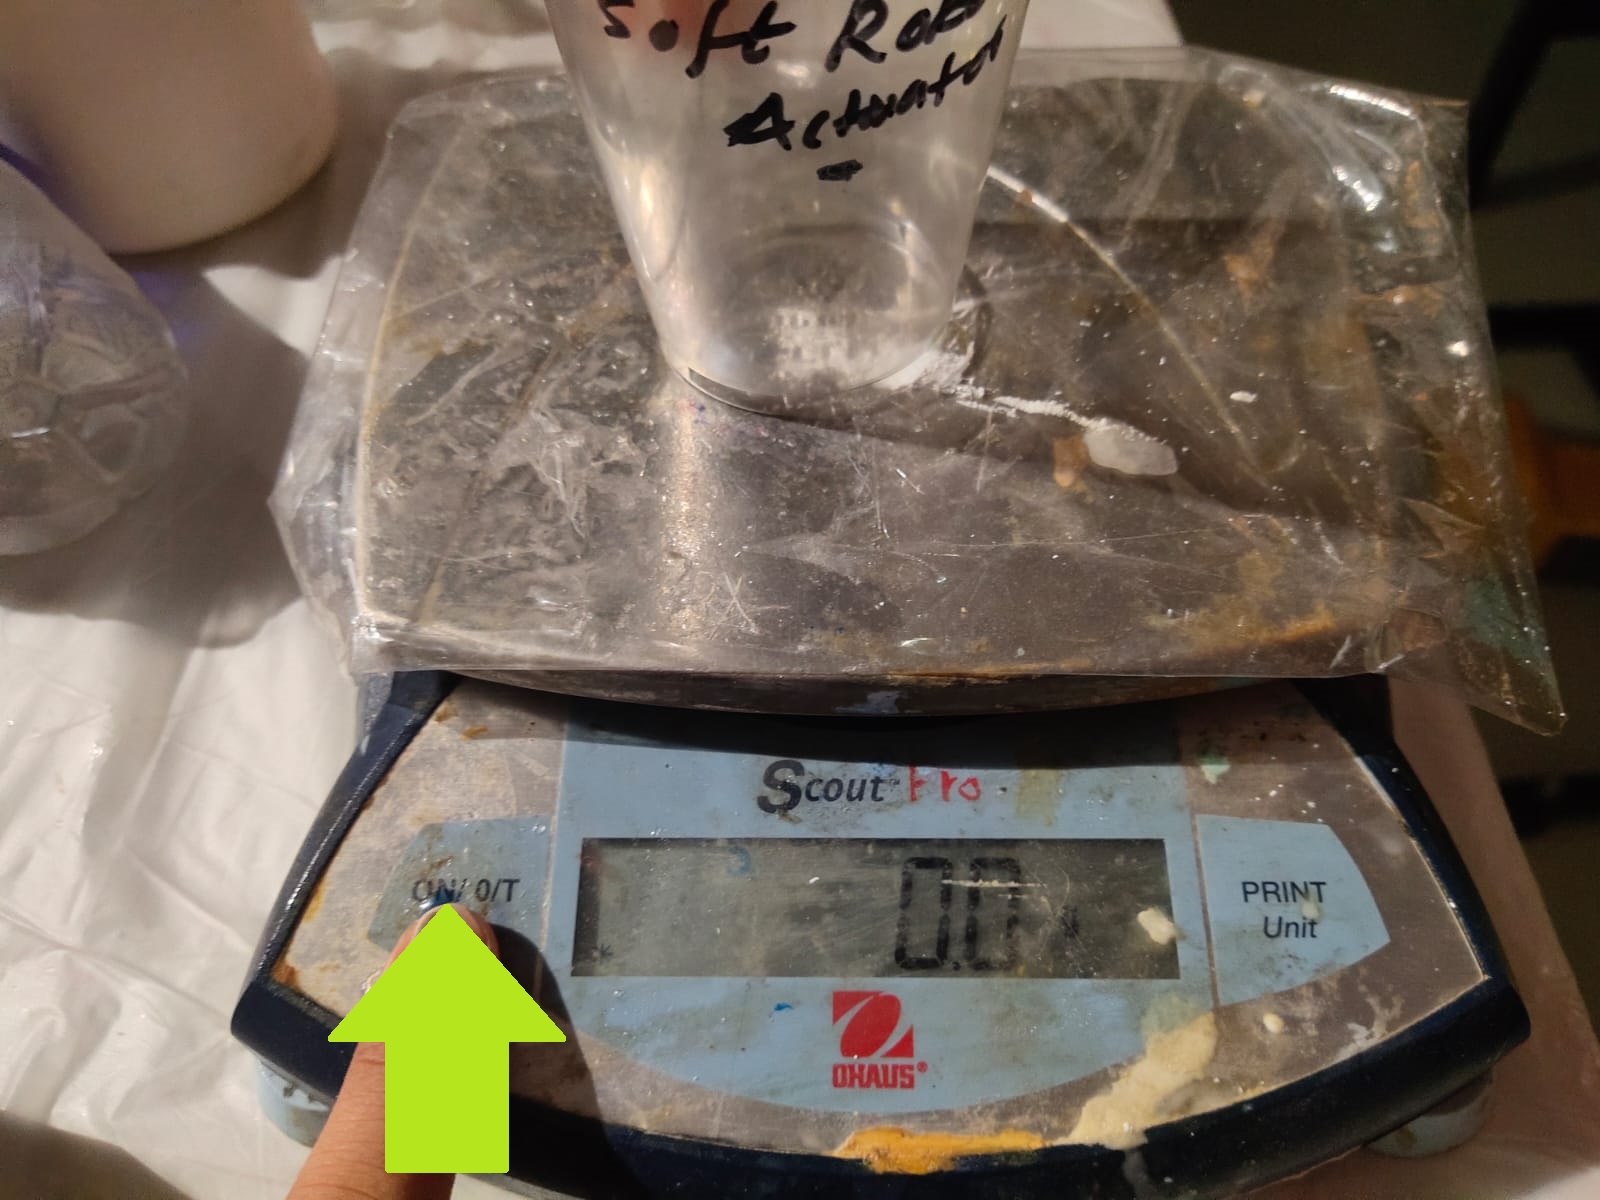 Soft Rob
Actuator
Scout Pro
ON/ 0/T
0.0
PRINT
Unit
OHAUS®